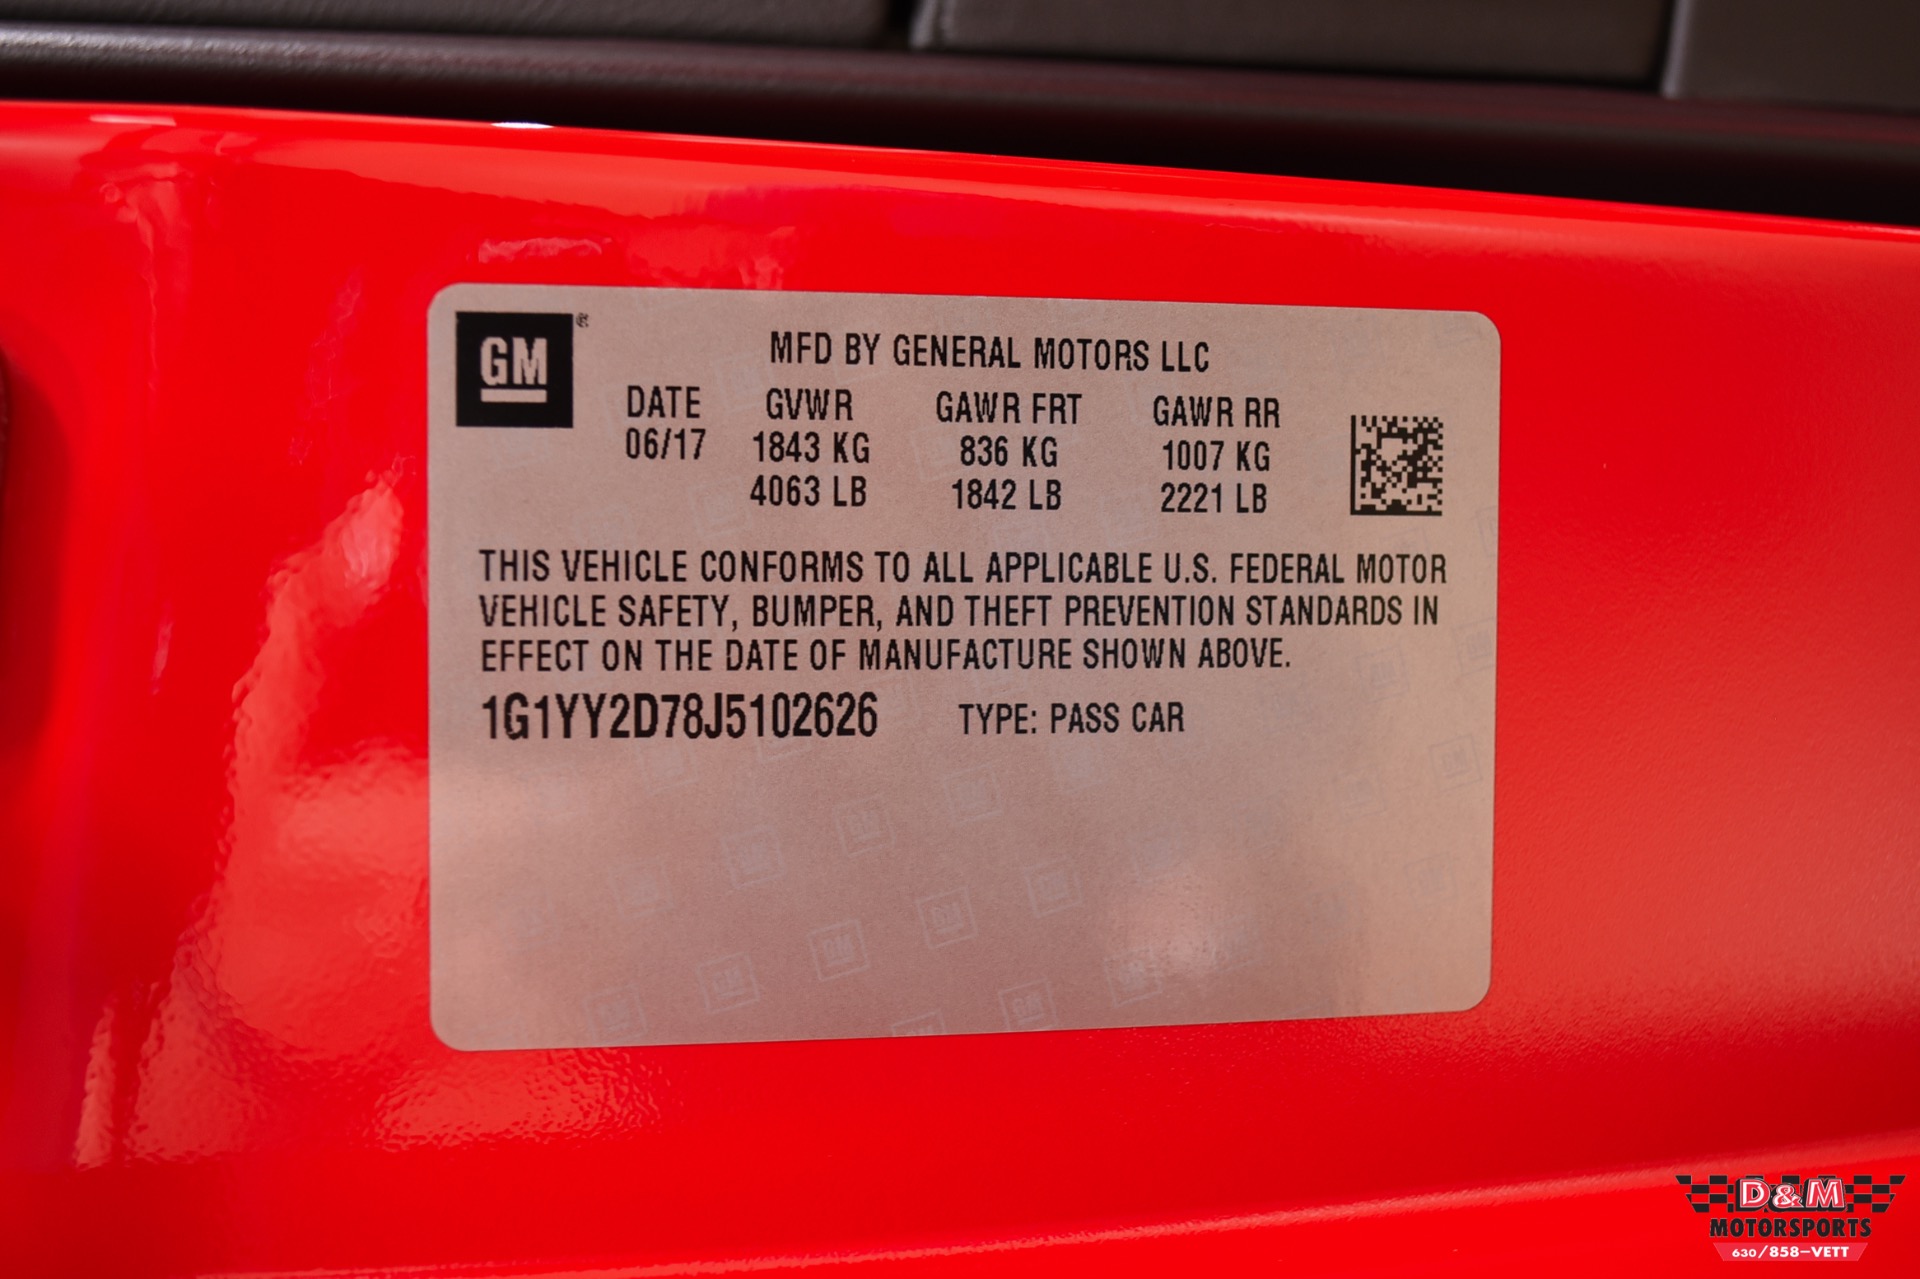 GM
MFD BY GENERAL MOTORS LLC
DATE GVWR GAWR FRT GAWR RR
06/17 1843 KG 836 KG 1007 KG
4063 LB 1842 LB 2221 LB
THIS VEHICLE CONFORMS TO ALL APPLICABLE U.S. FEDERAL MOTOR
VEHICLE SAFETY, BUMPER, AND THEFT PREVENTION STANDARDS IN
EFFECT ON THE DATE OF MANUFACTURE SHOWN ABOVE.
1G1YY2D78J5102626 TYPE: PASS CAR
D&M
MOTORSPORTS
630/858-VETT